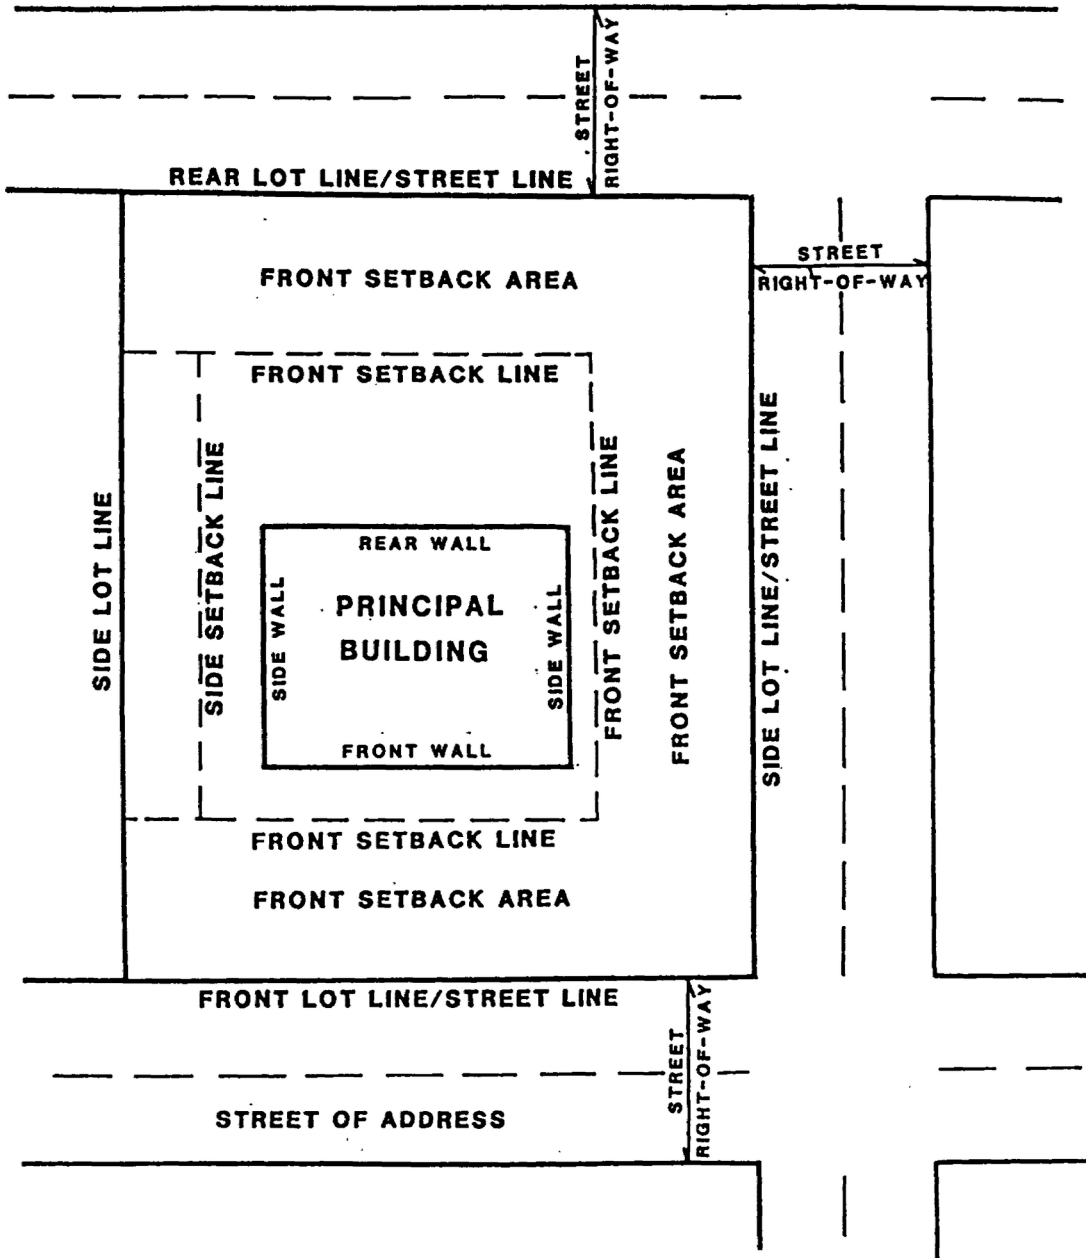 STREET
RIGHT-OF-WAY
REAR LOT LINE/STREET LINE
STREET
RIGHT-OF-WAY
FRONT SETBACK AREA
FRONT SETBACK LINE
SIDE LOT LINE
SIDE SETBACK LINE
REAR WALL
SIDE WALL
PRINCIPAL
BUILDING
SIDE WALL
FRONT WALL
FRONT SETBACK LINE
FRONT SETBACK AREA
SIDE LOT LINE/STREET LINE
FRONT SETBACK LINE
FRONT SETBACK AREA
FRONT LOT LINE/STREET LINE
STREET
RIGHT-OF-WAY
STREET OF ADDRESS